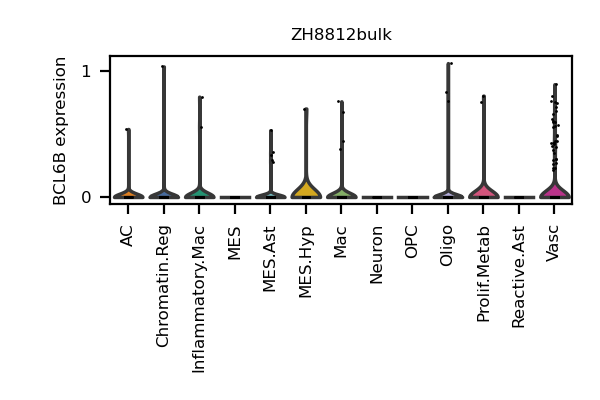 ZH8812bulk
BCL6B expression
1
0
AC
Chromatin.Reg
Inflammatory.Mac
MES
MES.Ast
MES.Hyp
Mac
Neuron
OPC
Oligo
Prolif.Metab
Reactive.Ast
Vasc